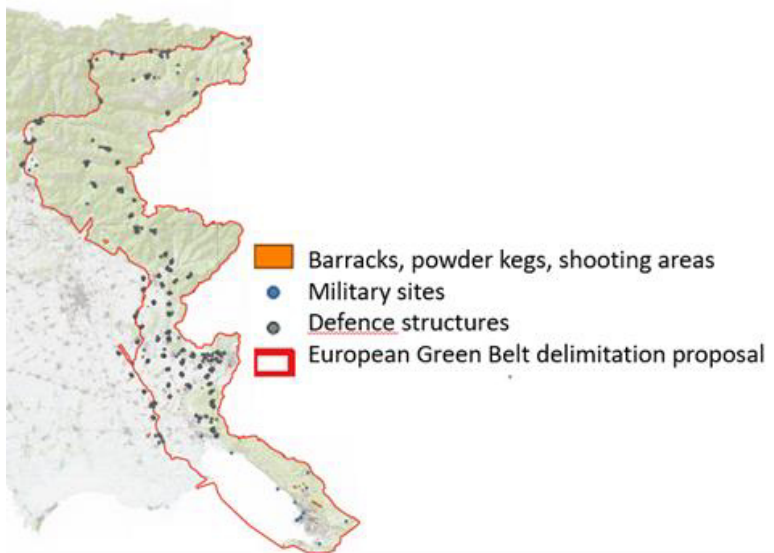 Barracks, powder kegs, shooting areas
Military sites
Defence structures
European Green Belt delimitation proposal